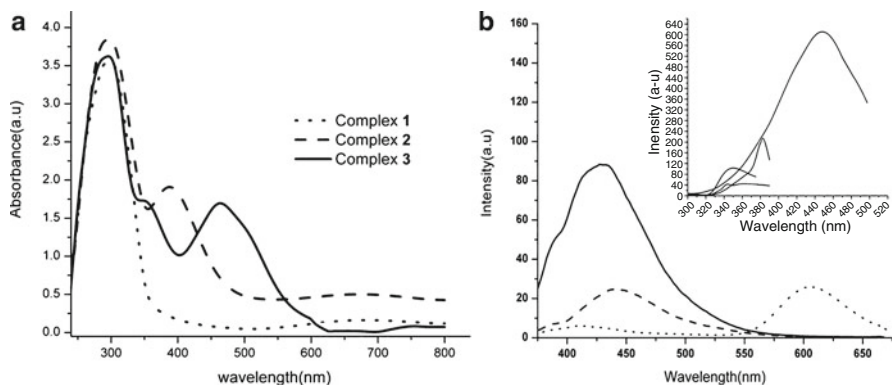 a
Absorbance(a.u)
4.0
3.5
3.0
2.5
2.0
1.5
1.0
0.5
0.0
Complex 1
Complex 2
Complex 3
300 400 500 600 700 800
wavelength(nm)
b
Intensity(a.u)
160
140
120
100
80
60
40
20
0
400 450 500 550 600 650
Wavelength(nm)
Inensity (a-u)
640
600
560
520
480
440
400
360
320
280
240
200
160
120
80
40
0
300 320 340 360 380 400 420 440 460 480 500 520
Wavelength (nm)